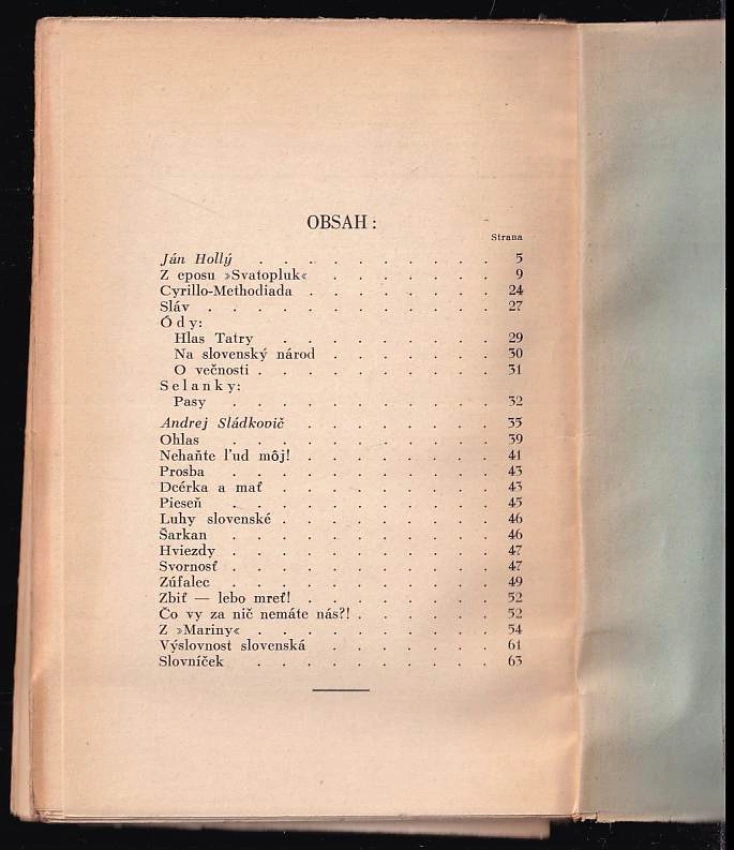 OBSAH :
Strana
Ján Hollý . . . . . . . . . . 5
Z eposu »Svatopluk« . . . . . . . 9
Cyrillo-Methodiada . . . . . . . . 24
Sláv . . . . . . . . . . . . 27
Ódy:
Hlas Tatry . . . . . . . . . 29
Na slovenský národ . . . . . . . 30
O večnosti . . . . . . . . . . 31
Selanky:
Pasy . . . . . . . . . . . 32
Andrej Sládkovič . . . . . . . . 35
Ohlas . . . . . . . . . . . 39
Nehaňte ľud môj! . . . . . . . . 41
Prosba . . . . . . . . . . . 43
Dcérka a mať . . . . . . . . . 43
Pieseň . . . . . . . . . . . 45
Luhy slovenské . . . . . . . . . 46
Šarkan . . . . . . . . . . . 46
Hviezdy . . . . . . . . . . . 47
Svornosť . . . . . . . . . . . 47
Zúfalec . . . . . . . . . . . 49
Zbiť — lebo mreť! . . . . . . . . 52
Čo vy za nič nemáte nás?! . . . . . . 52
Z »Mariny« . . . . . . . . . . 54
Výslovnost slovenská . . . . . . . 61
Slovníček . . . . . . . . . . 63